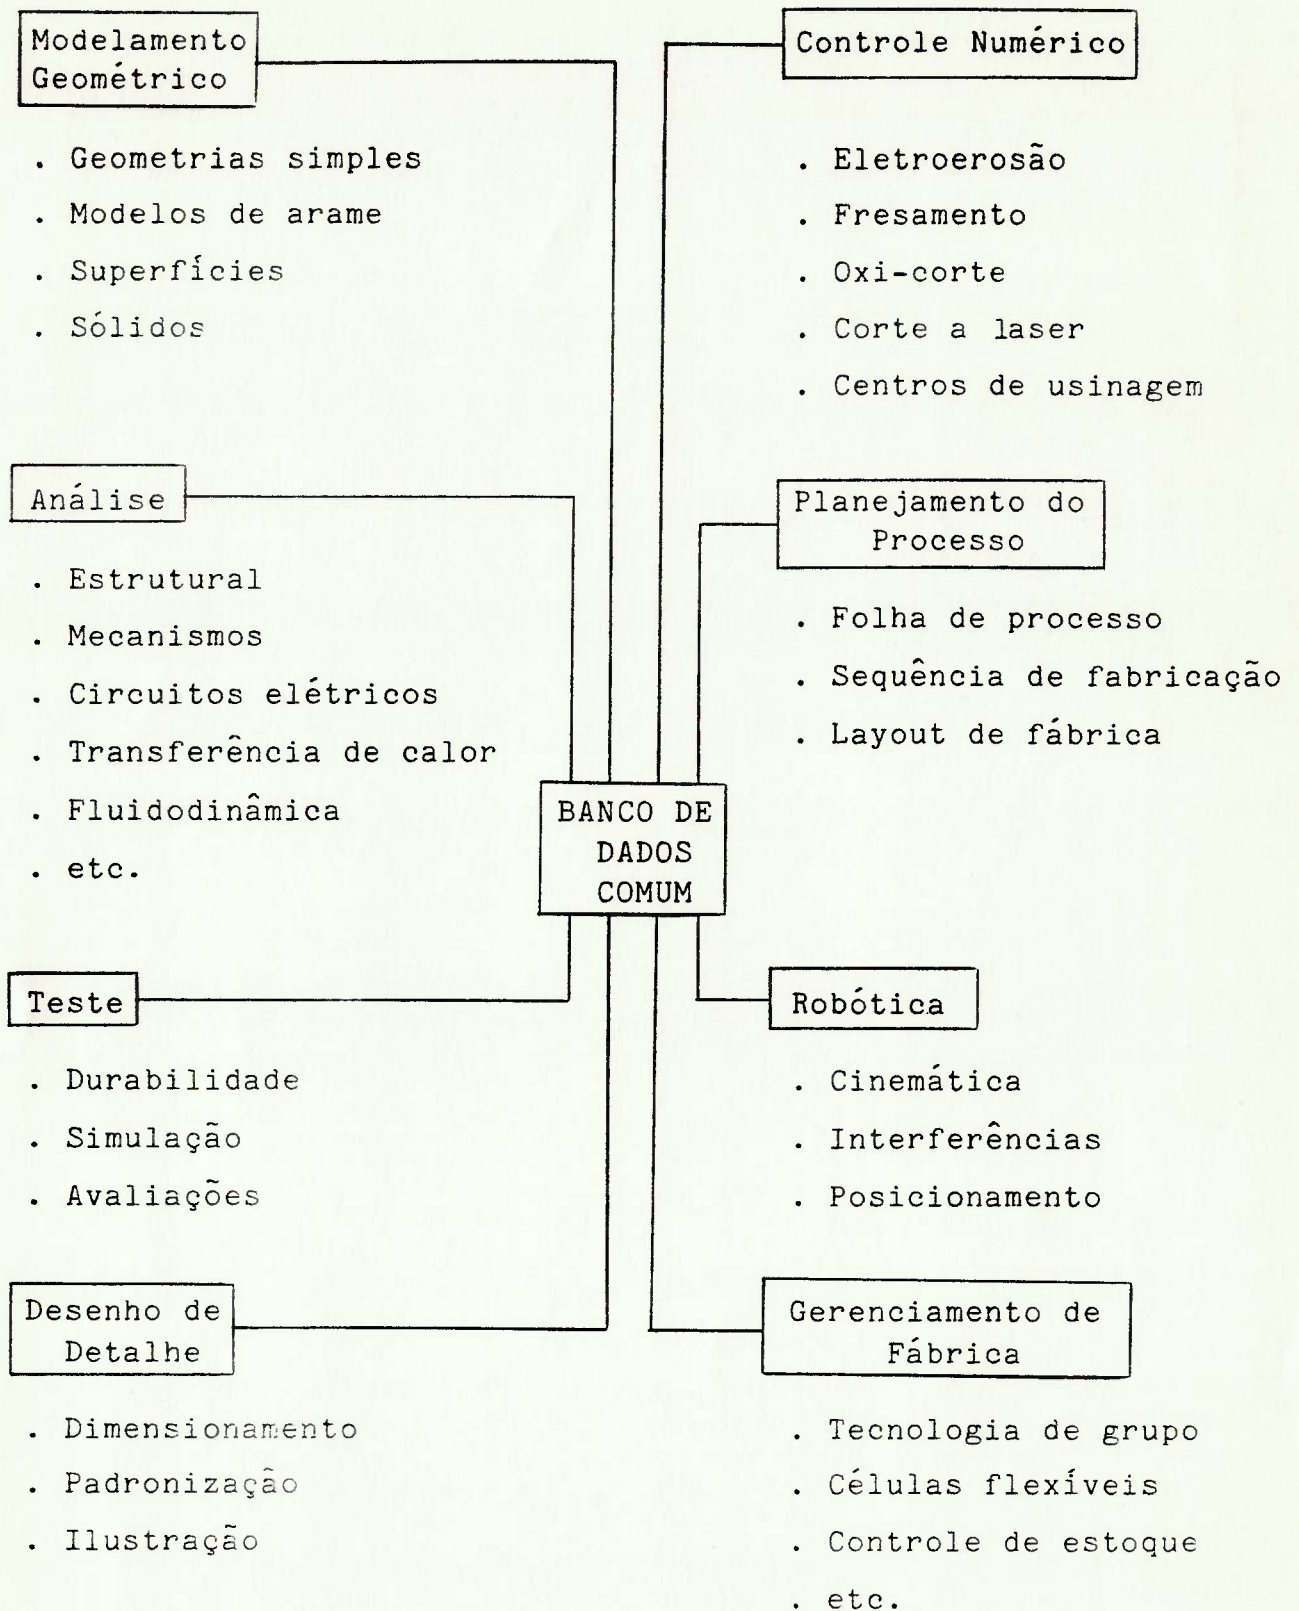 Modelamento
Geométrico
. Geometrias simples
. Modelos de arame
. Superfícies
. Sólidos
Análise
. Estrutural
. Mecanismos
. Circuitos elétricos
. Transferência de calor
. Fluidodinâmica
. etc.
Teste
. Durabilidade
. Simulação
. Avaliações
Desenho de
Detalhe
. Dimensionamento
. Padronização
. Ilustração
BANCO DE
DADOS
COMUM
Controle Numérico
. Eletroerosão
. Fresamento
. Oxi-corte
. Corte a laser
. Centros de usinagem
Planejamento do
Processo
. Folha de processo
. Sequência de fabricação
. Layout de fábrica
Robótica
. Cinemática
. Interferências
. Posicionamento
Gerenciamento de
Fábrica
. Tecnologia de grupo
. Células flexíveis
. Controle de estoque
. etc.